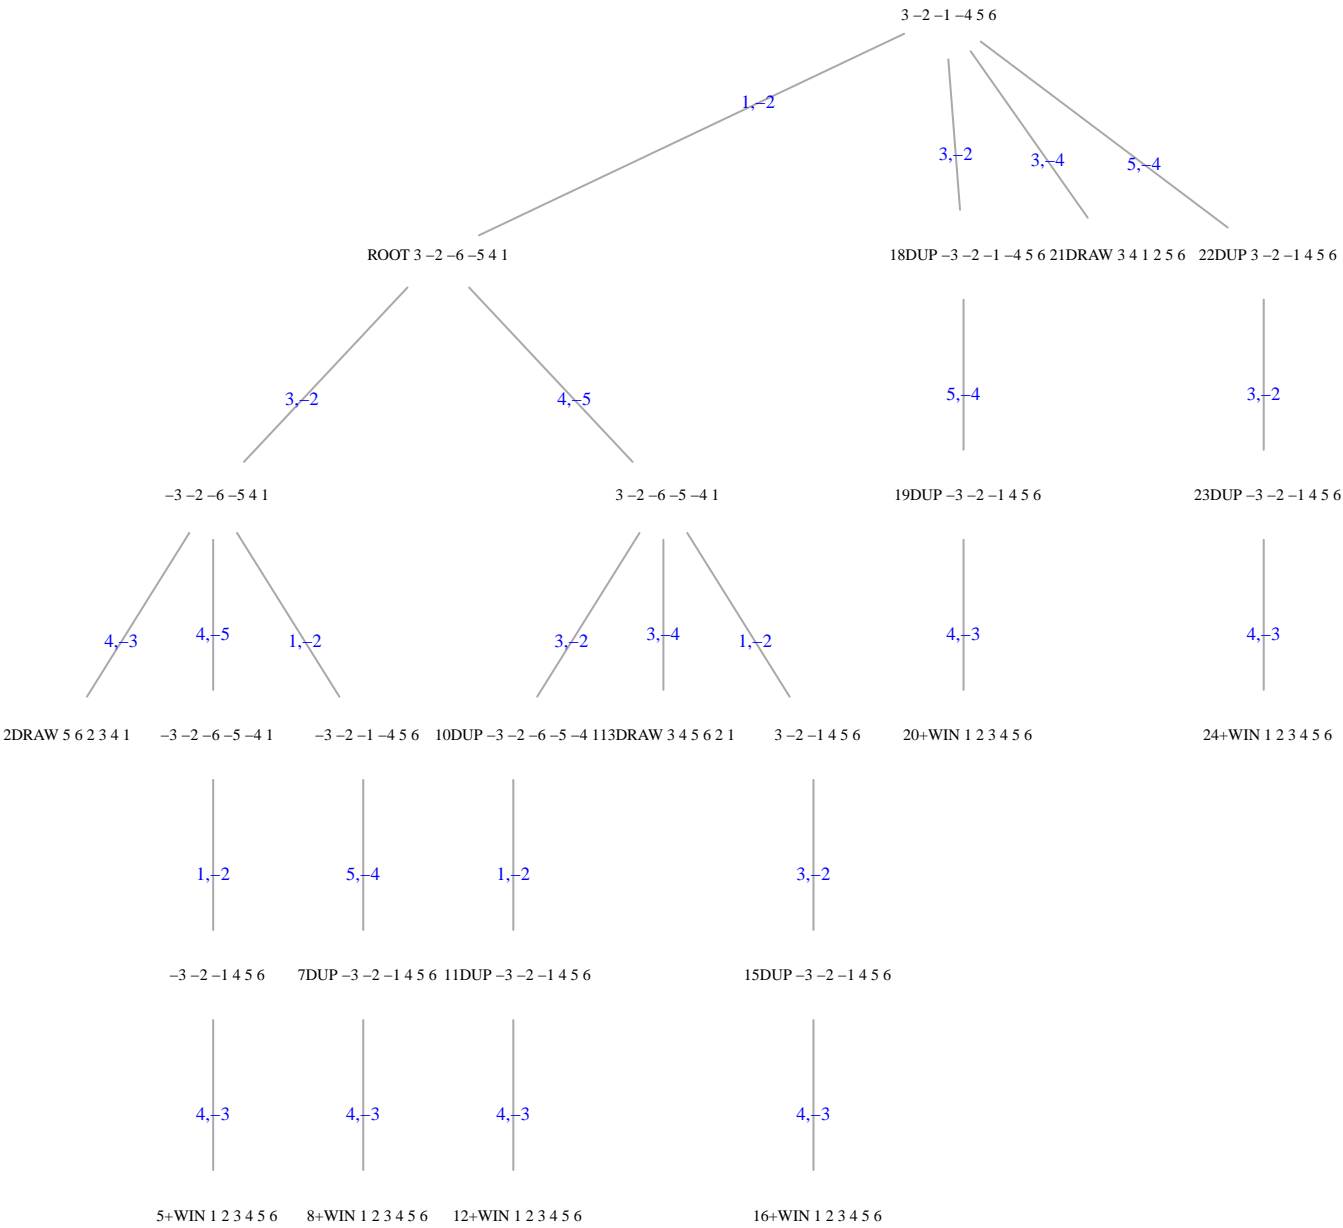 3 −2 −1 −4 5 6
1,−2
3,−2
3,−4
5,−4
ROOT 3 −2 −6 −5 4 1
18DUP −3 −2 −1 −4 5 6
21DRAW 3 4 1 2 5 6
22DUP 3 −2 −1 4 5 6
3,−2
4,−5
5,−4
3,−2
−3 −2 −6 −5 4 1
3 −2 −6 −5 −4 1
19DUP −3 −2 −1 4 5 6
23DUP −3 −2 −1 4 5 6
4,−3
4,−5
1,−2
3,−2
3,−4
1,−2
4,−3
4,−3
2DRAW 5 6 2 3 4 1
−3 −2 −6 −5 −4 1
−3 −2 −1 −4 5 6
10DUP −3 −2 −6 −5 −4 1
13DRAW 3 4 5 6 2 1
3 −2 −1 4 5 6
20+WIN 1 2 3 4 5 6
24+WIN 1 2 3 4 5 6
1,−2
5,−4
1,−2
3,−2
−3 −2 −1 4 5 6
7DUP −3 −2 −1 4 5 6
11DUP −3 −2 −1 4 5 6
15DUP −3 −2 −1 4 5 6
4,−3
4,−3
4,−3
4,−3
5+WIN 1 2 3 4 5 6
8+WIN 1 2 3 4 5 6
12+WIN 1 2 3 4 5 6
16+WIN 1 2 3 4 5 6